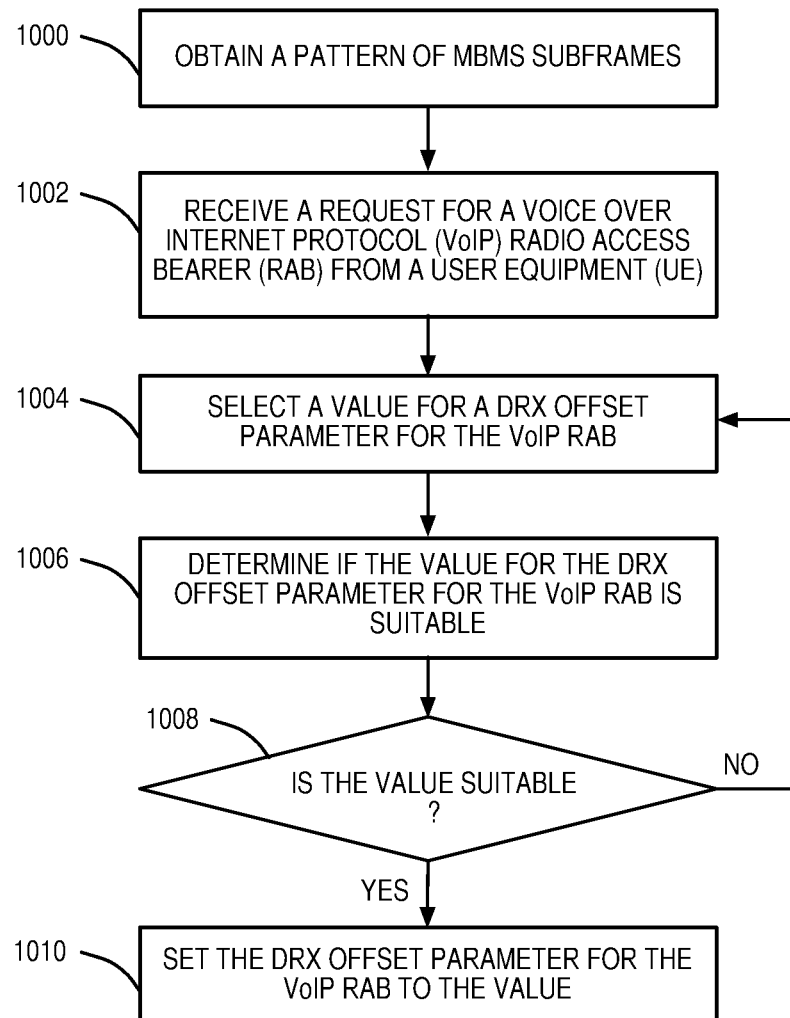 1000
OBTAIN A PATTERN OF MBMS SUBFRAMES
1002
RECEIVE A REQUEST FOR A VOICE OVER
INTERNET PROTOCOL (VoIP) RADIO ACCESS
BEARER (RAB) FROM A USER EQUIPMENT (UE)
1004
SELECT A VALUE FOR A DRX OFFSET
PARAMETER FOR THE VoIP RAB
1006
DETERMINE IF THE VALUE FOR THE DRX
OFFSET PARAMETER FOR THE VoIP RAB IS
SUITABLE
1008
IS THE VALUE SUITABLE
?
NO
YES
1010
SET THE DRX OFFSET PARAMETER FOR THE
VoIP RAB TO THE VALUE